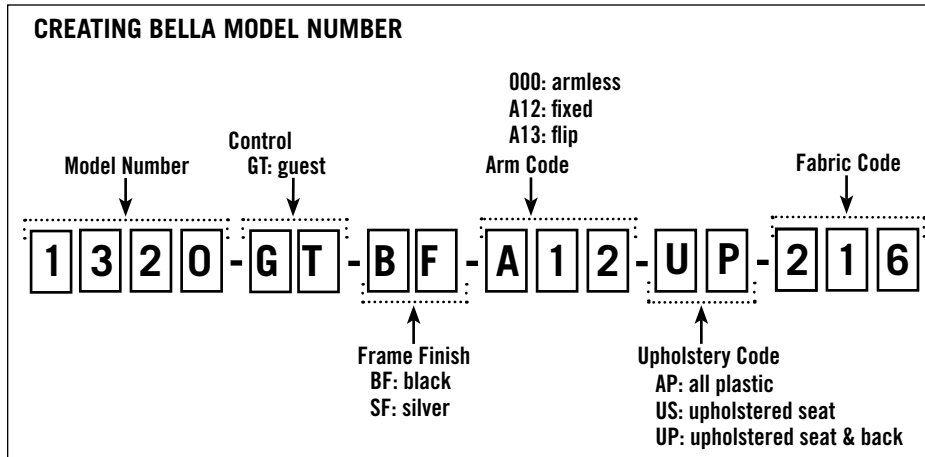 CREATING BELLA MODEL NUMBER
000: armless
A12: fixed
A13: flip
Control
GT: guest
Model Number
Arm Code
Fabric Code
1320-GT-BF-A12-UP-216
Frame Finish
BF: black
SF: silver
Upholstery Code
AP: all plastic
US: upholstered seat
UP: upholstered seat & back